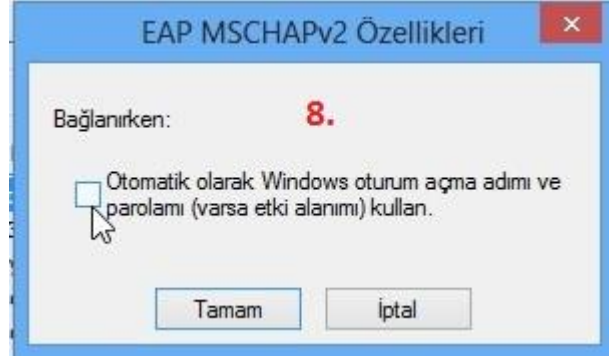 EAP MSCHAPv2 Özellikleri
Bağlanırken:
8.
Otomatik olarak Windows oturum açma adımı ve
parolamı (varsa etki alanımı) kullan.
Tamam
İptal